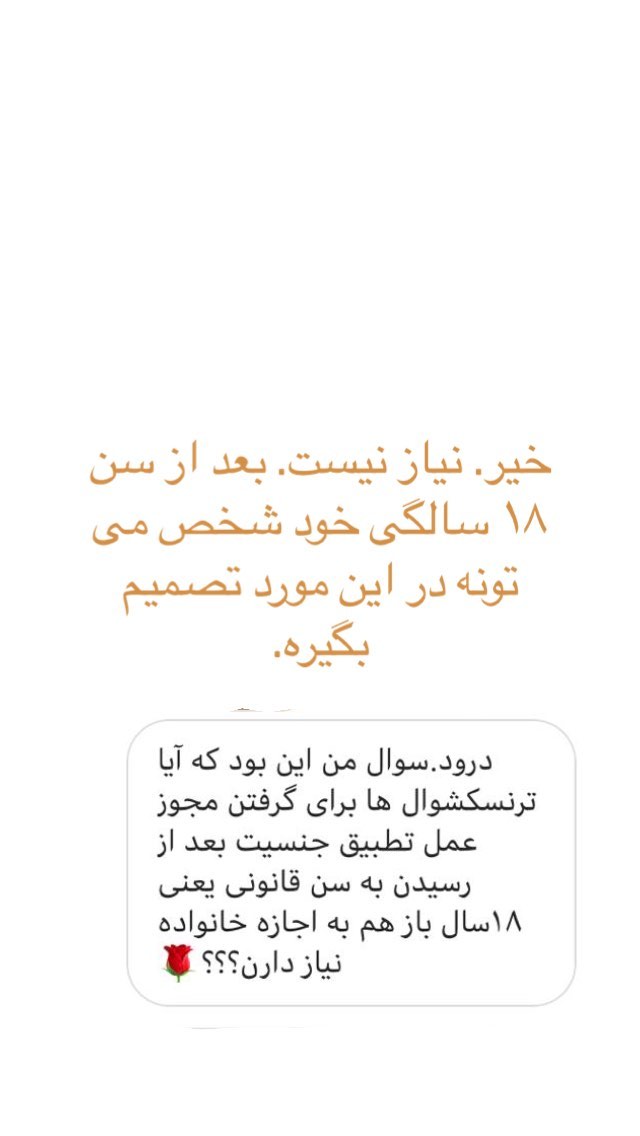 خیر. نیاز نیست. بعد از سن
۱۸ سالگی خود شخص می
تونه در این مورد تصمیم
بگیره.
درود.سوال من این بود که آیا
ترنسکشوال ها برای گرفتن مجوز
عمل تطبیق جنسیت بعد از
رسیدن به سن قانونی یعنی
۱۸سال باز هم به اجازه خانواده
نیاز دارن؟؟؟ 🌹